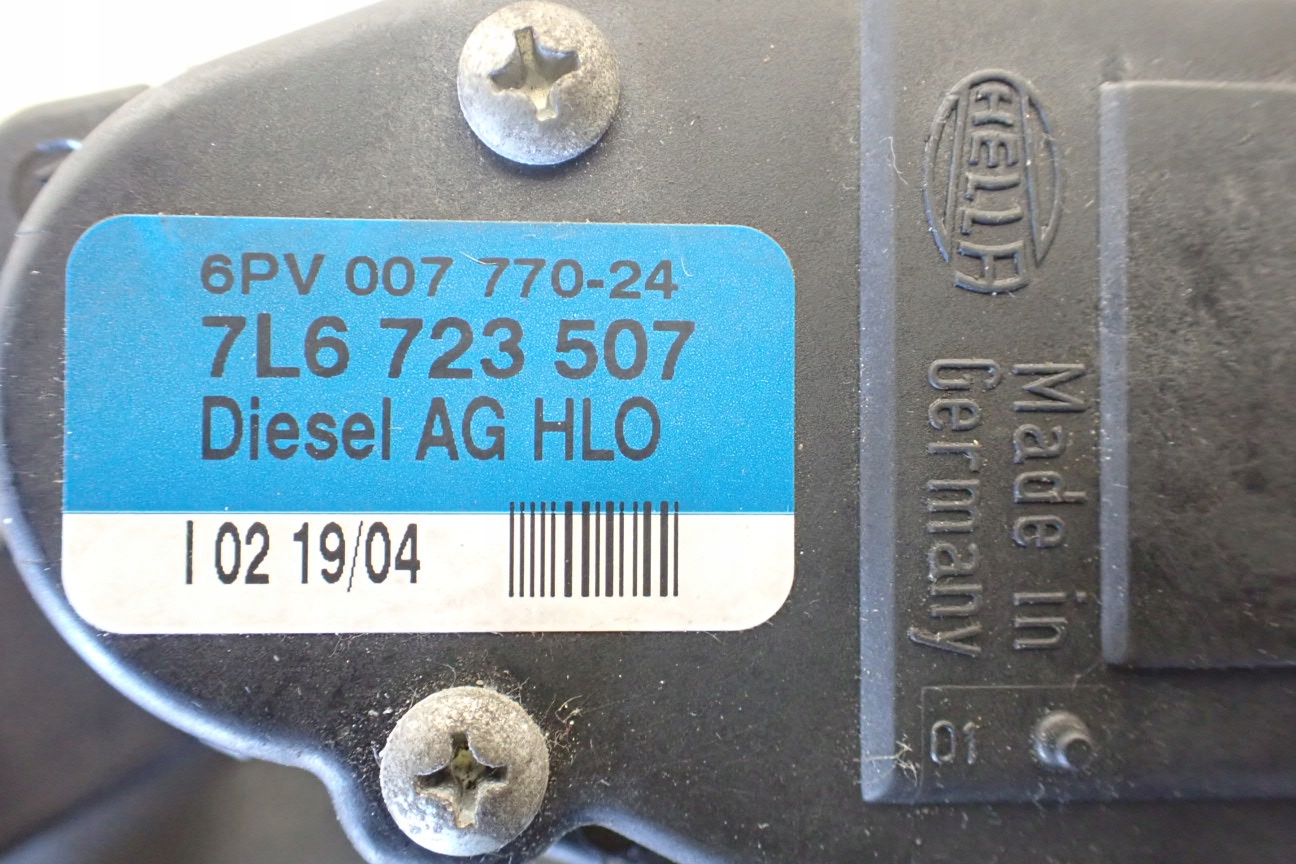 6PV 007 770-24
7L6 723 507
Diesel AG HLO
I 02 19/04
HELLA
Made in
Germany
01